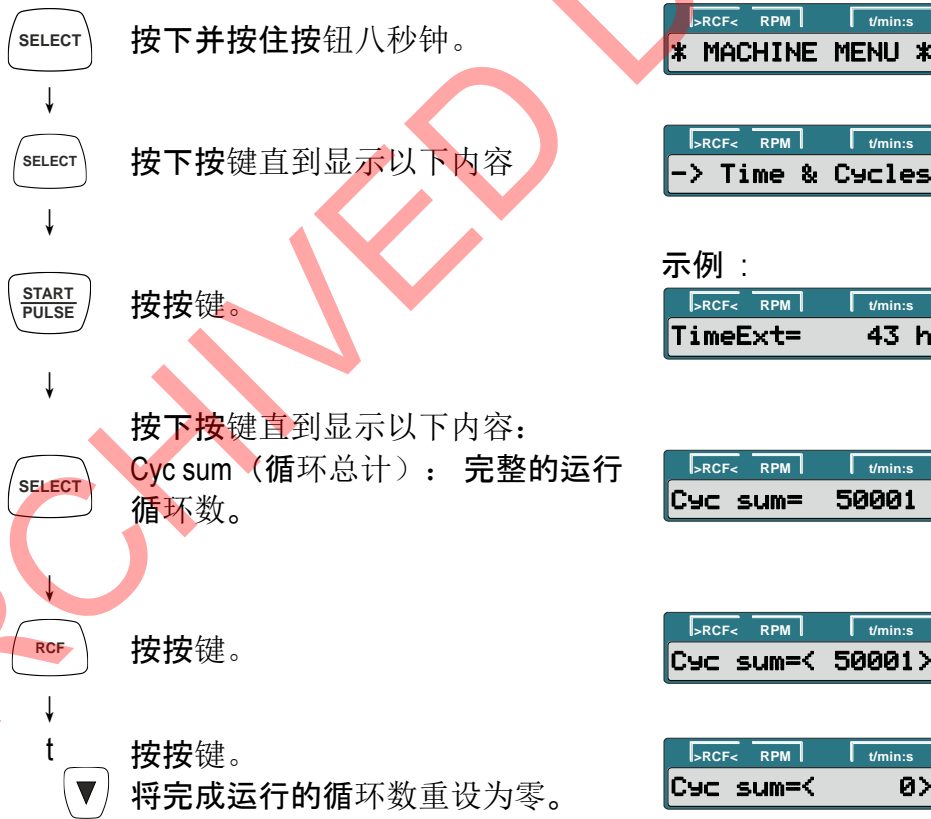 SELECT
按下并按住按钮八秒钟。
>RCF< RPM t/min:s
* MACHINE MENU *
↓
SELECT
按下按键直到显示以下内容
>RCF< RPM t/min:s
-> Time & Cycles
↓
示例 :
START
PULSE
按按键。
>RCF< RPM t/min:s
TimeExt= 43 h
↓
按下按键直到显示以下内容:
SELECT
Cyc sum(循环总计): 完整的运行
循环数。
>RCF< RPM t/min:s
Cyc sum= 50001
↓
RCF
按按键。
>RCF< RPM t/min:s
Cyc sum=< 50001>
↓
t
按按键。
▼
将完成运行的循环数重设为零。
>RCF< RPM t/min:s
Cyc sum=< 0>
RCHIVED D